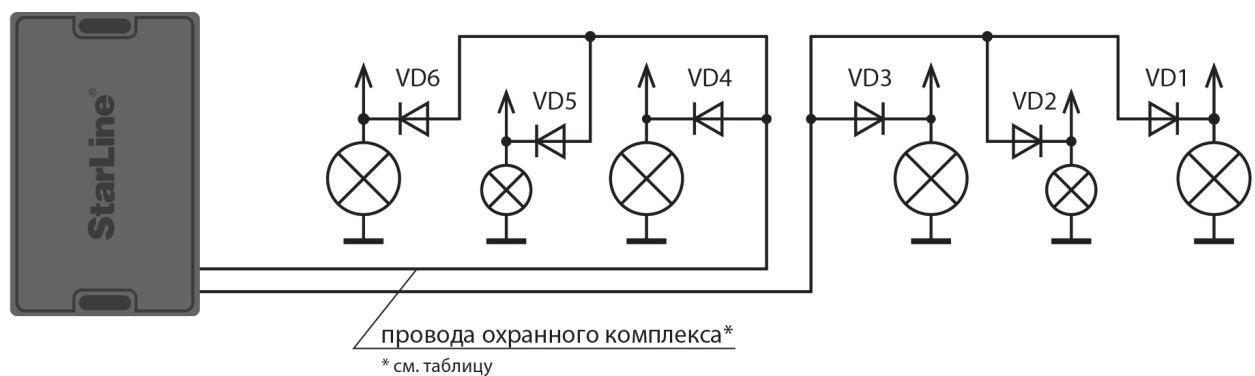 StarLine®
VD6
VD5
VD4
VD3
VD2
VD1
провода охранного комплекса*
* см. таблицу